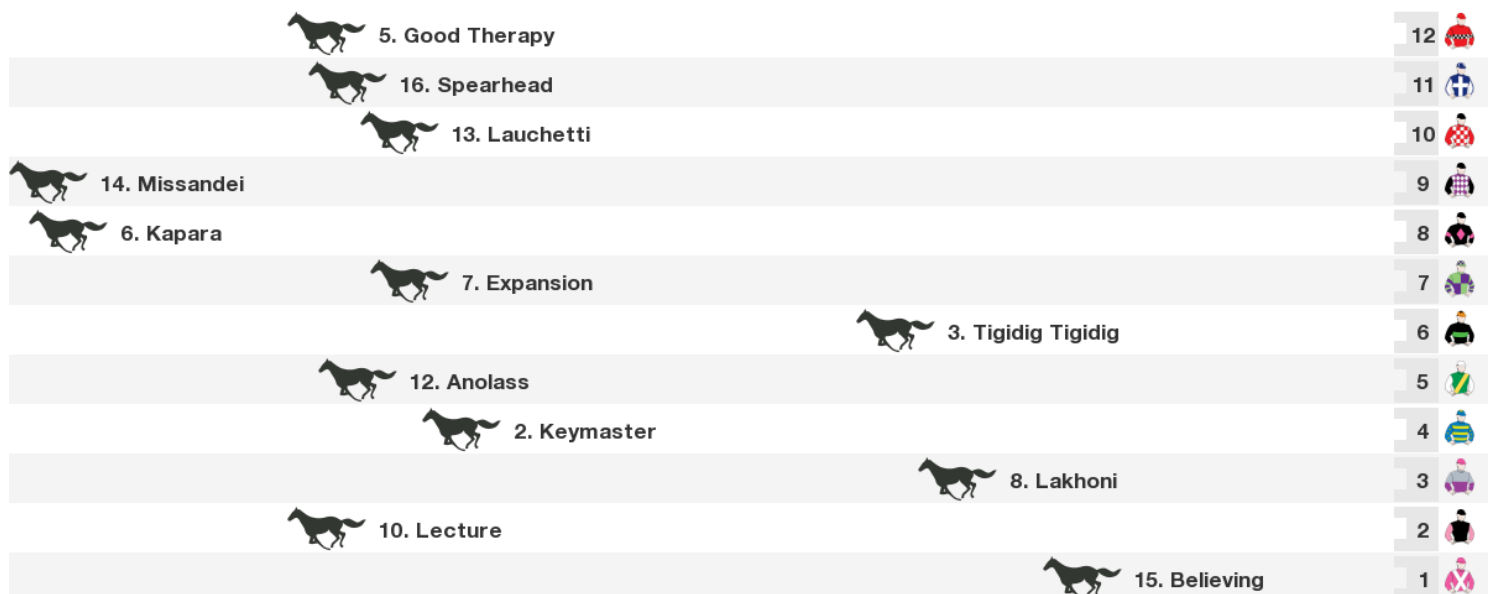 5. Good Therapy 12
16. Spearhead 11
13. Lauchetti 10
14. Missandei 9
6. Kapara 8
7. Expansion 7
3. Tigidig Tigidig 6
12. Anolass 5
2. Keymaster 4
8. Lakhoni 3
10. Lecture 2
15. Believing 1